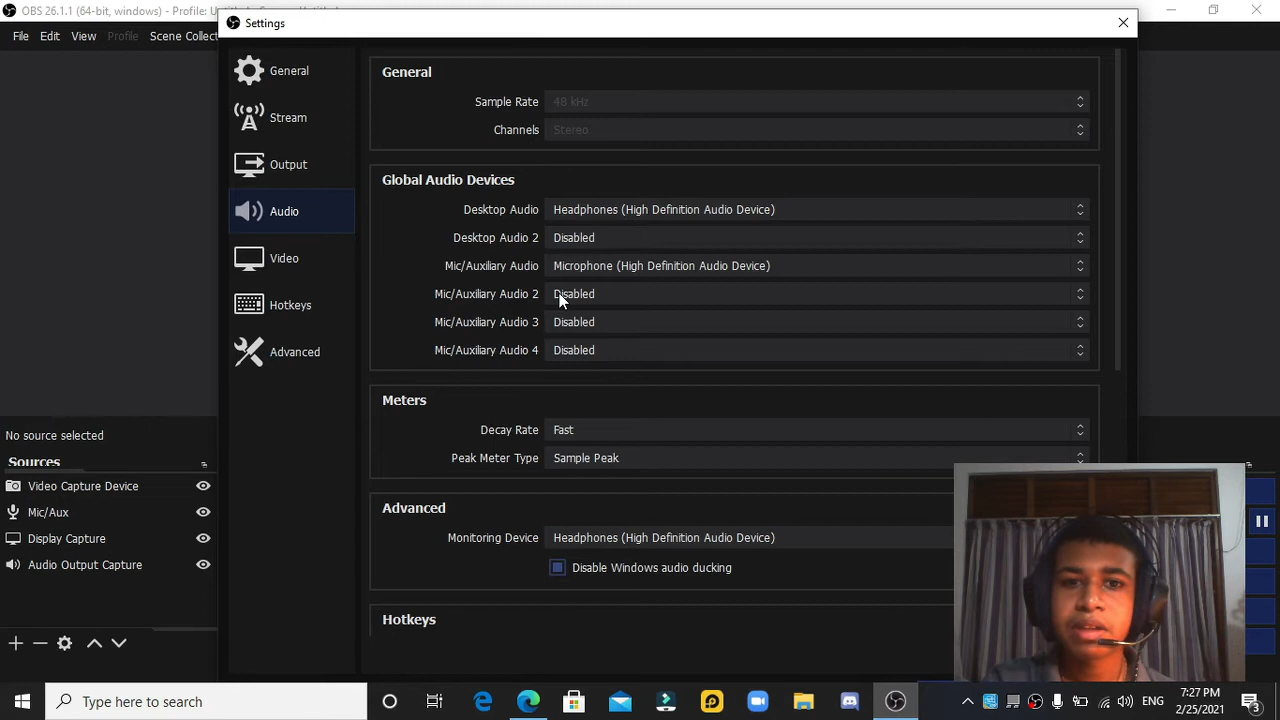 OBS 26.1.1 (64-bit, windows) - Profile: 
Settings
File Edit View Profile Scene Collect
General
Stream
Output
Audio
Video
Hotkeys
Advanced
General
Sample Rate 48 kHz
Channels Stereo
Global Audio Devices
Desktop Audio Headphones (High Definition Audio Device)
Desktop Audio 2 Disabled
Mic/Auxiliary Audio Microphone (High Definition Audio Device)
Mic/Auxiliary Audio 2 Disabled
Mic/Auxiliary Audio 3 Disabled
Mic/Auxiliary Audio 4 Disabled
Meters
Decay Rate Fast
Peak Meter Type Sample Peak
Advanced
Monitoring Device Headphones (High Definition Audio Device)
Disable Windows audio ducking
Hotkeys
No source selected
Sources
Video Capture Device
Mic/Aux
Display Capture
Audio Output Capture
Type here to search
ENG
7:27 PM
2/25/2021
3